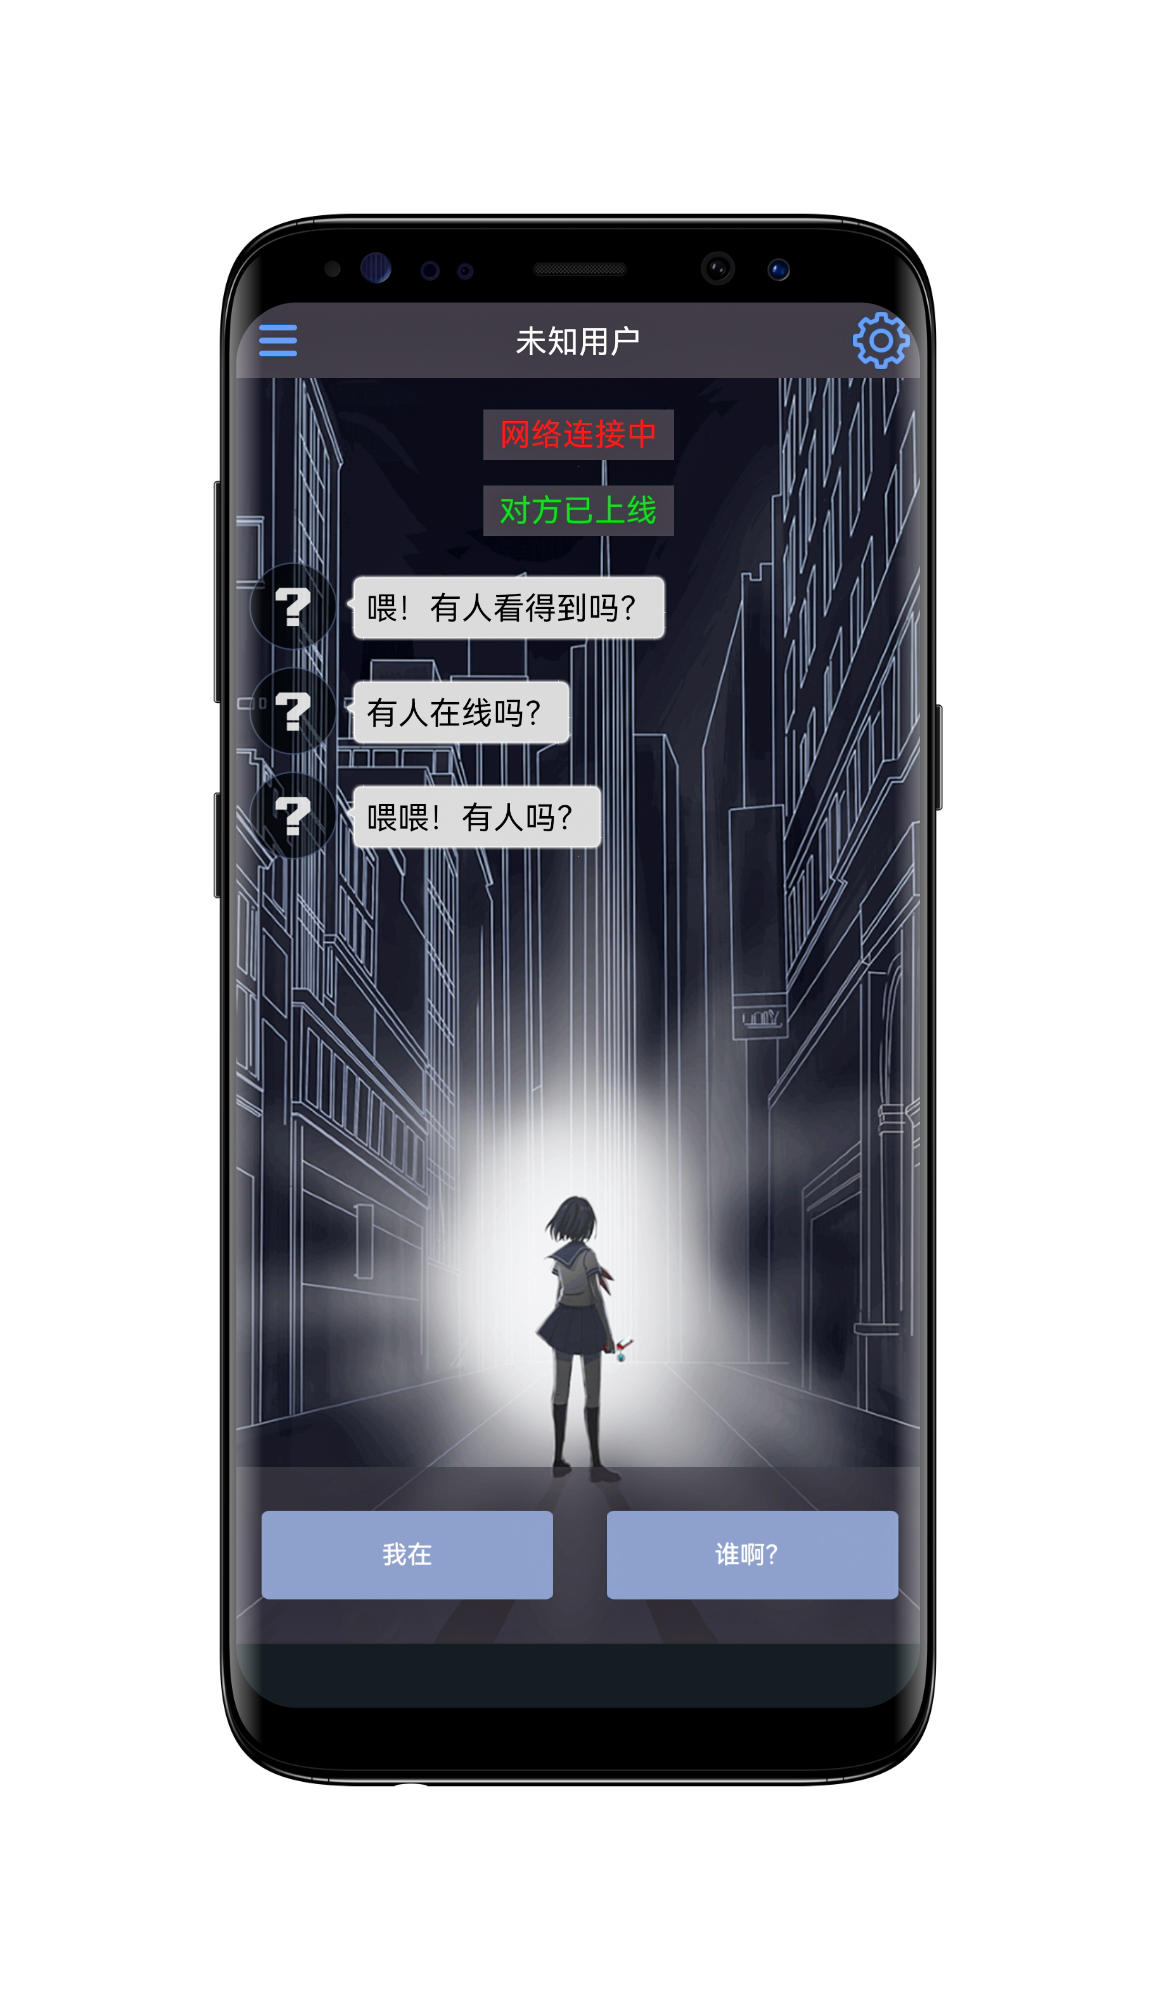 未知用户
网络连接中
对方已上线
?
喂！有人看得到吗？
?
有人在线吗？
?
喂喂！有人吗？
UNITY
我在
谁啊？